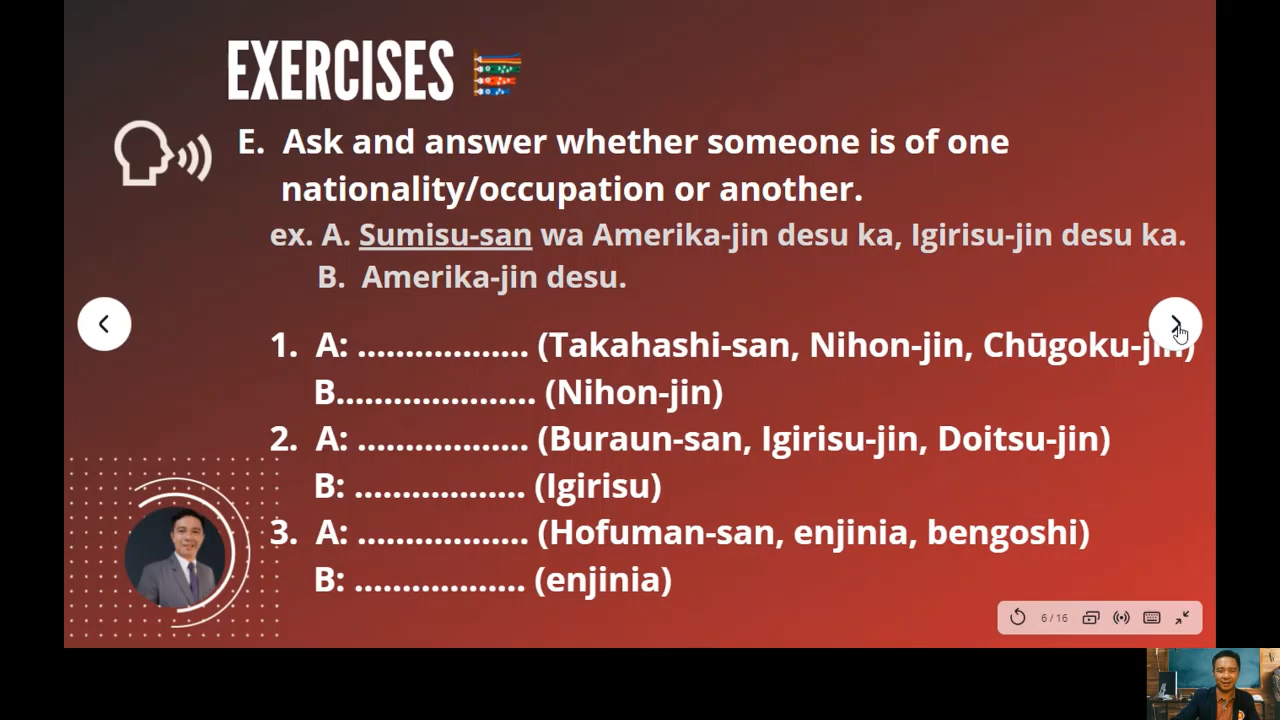 EXERCISES
E. Ask and answer whether someone is of one
nationality/occupation or another.
ex. A. Sumisu-san wa Amerika-jin desu ka, Igirisu-jin desu ka.
B. Amerika-jin desu.
1. A: .................. (Takahashi-san, Nihon-jin, Chūgoku-jin)
B..................... (Nihon-jin)
2. A: .................. (Buraun-san, Igirisu-jin, Doitsu-jin)
B: .................. (Igirisu)
3. A: .................. (Hofuman-san, enjinia, bengoshi)
B: .................. (enjinia)
6 / 16